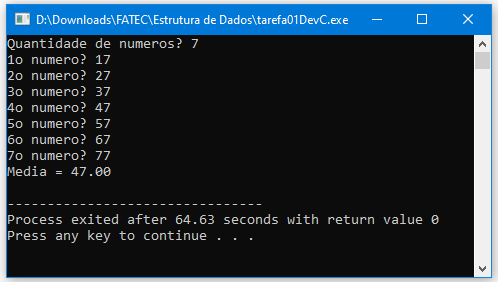 D:\Downloads\FATEC\Estrutura de Dados\tarefa01DevC.exe
Quantidade de numeros? 7
1o numero? 17
2o numero? 27
3o numero? 37
4o numero? 47
5o numero? 57
6o numero? 67
7o numero? 77
Media = 47.00
--------------------------------
Process exited after 64.63 seconds with return value 0
Press any key to continue . . .